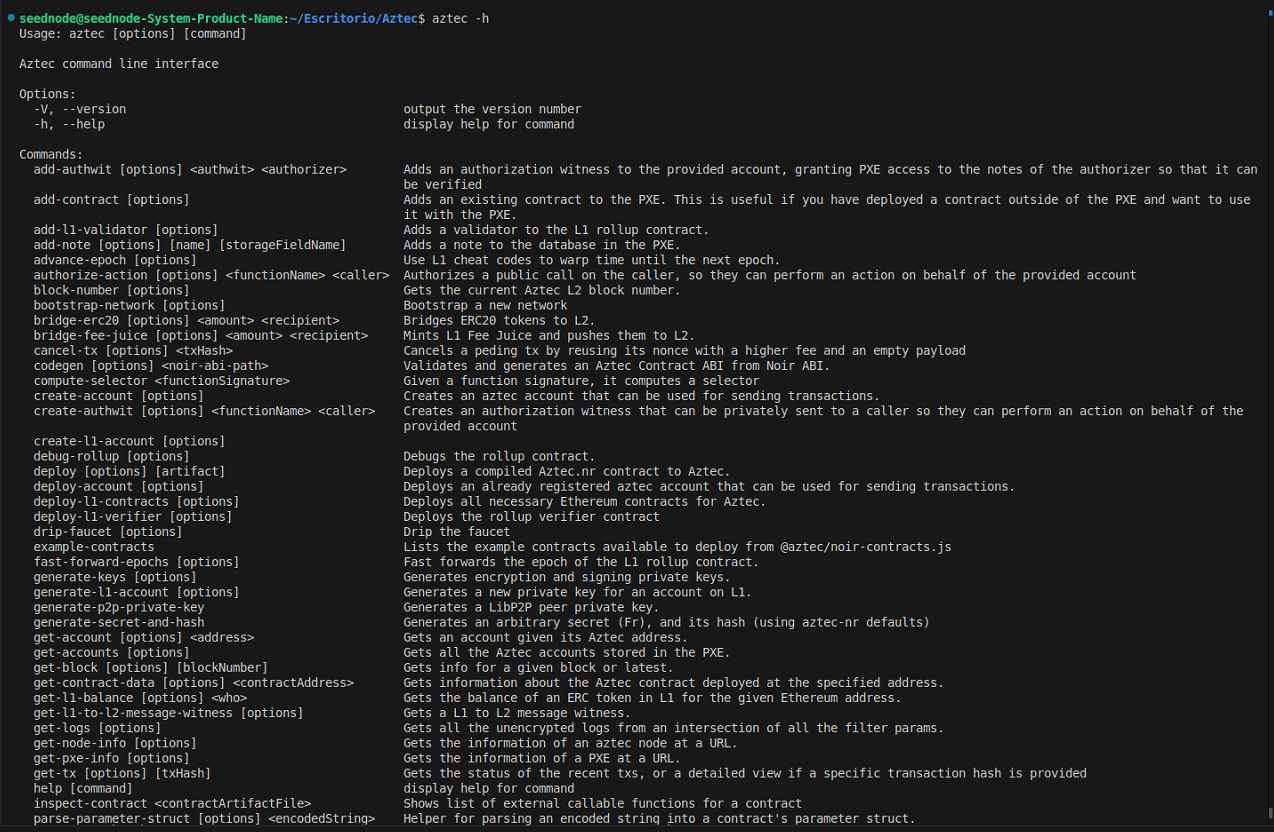 seednode@seednode-System-Product-Name:~/Escritorio/Aztec$ aztec -h
Usage: aztec [options] [command]
Aztec command line interface
Options:
-V, --version output the version number
-h, --help display help for command
Commands:
add-authwit [options] <authwit> <authorizer> Adds an authorization witness to the provided account, granting PXE access to the notes of the authorizer so that it can
be verified
add-contract [options] Adds an existing contract to the PXE. This is useful if you have deployed a contract outside of the PXE and want to use
it with the PXE.
add-l1-validator [options] Adds a validator to the L1 rollup contract.
add-note [options] [name] [storageFieldName] Adds a note to the database in the PXE.
advance-epoch [options] Use L1 cheat codes to warp time until the next epoch.
authorize-action [options] <functionName> <caller> Authorizes a public call on the caller, so they can perform an action on behalf of the provided account
block-number [options] Gets the current Aztec L2 block number.
bootstrap-network [options] Bootstrap a new network
bridge-erc20 [options] <amount> <recipient> Bridges ERC20 tokens to L2.
bridge-fee-juice [options] <amount> <recipient> Mints L1 Fee Juice and pushes them to L2.
cancel-tx [options] <txHash> Cancels a peding tx by reusing its nonce with a higher fee and an empty payload
codegen [options] <noir-abi-path> Validates and generates an Aztec Contract ABI from Noir ABI.
compute-selector <functionSignature> Given a function signature, it computes a selector
create-account [options] Creates an aztec account that can be used for sending transactions.
create-authwit [options] <functionName> <caller> Creates an authorization witness that can be privately sent to a caller so they can perform an action on behalf of the
provided account
create-l1-account [options]
debug-rollup [options] Debugs the rollup contract.
deploy [options] [artifact] Deploys a compiled Aztec.nr contract to Aztec.
deploy-account [options] Deploys an already registered aztec account that can be used for sending transactions.
deploy-l1-contracts [options] Deploys all necessary Ethereum contracts for Aztec.
deploy-l1-verifier [options] Deploys the rollup verifier contract
drip-faucet [options] Drip the faucet
example-contracts Lists the example contracts available to deploy from @aztec/noir-contracts.js
fast-forward-epochs [options] Fast forwards the epoch of the L1 rollup contract.
generate-keys [options] Generates encryption and signing private keys.
generate-l1-account [options] Generates a new private key for an account on L1.
generate-p2p-private-key Generates a LibP2P peer private key.
generate-secret-and-hash Generates an arbitrary secret (Fr), and its hash (using aztec-nr defaults)
get-account [options] <address> Gets an account given its Aztec address.
get-accounts [options] Gets all the Aztec accounts stored in the PXE.
get-block [options] [blockNumber] Gets info for a given block or latest.
get-contract-data [options] <contractAddress> Gets information about the Aztec contract deployed at the specified address.
get-l1-balance [options] <who> Gets the balance of an ERC token in L1 for the given Ethereum address.
get-l1-to-l2-message-witness [options] Gets a L1 to L2 message witness.
get-logs [options] Gets all the unencrypted logs from an intersection of all the filter params.
get-node-info [options] Gets the information of an aztec node at a URL.
get-pxe-info [options] Gets the information of a PXE at a URL.
get-tx [options] [txHash] Gets the status of the recent txs, or a detailed view if a specific transaction hash is provided
help [command] display help for command
inspect-contract <contractArtifactFile> Shows list of external callable functions for a contract
parse-parameter-struct [options] <encodedString> Helper for parsing an encoded string into a contract's parameter struct.